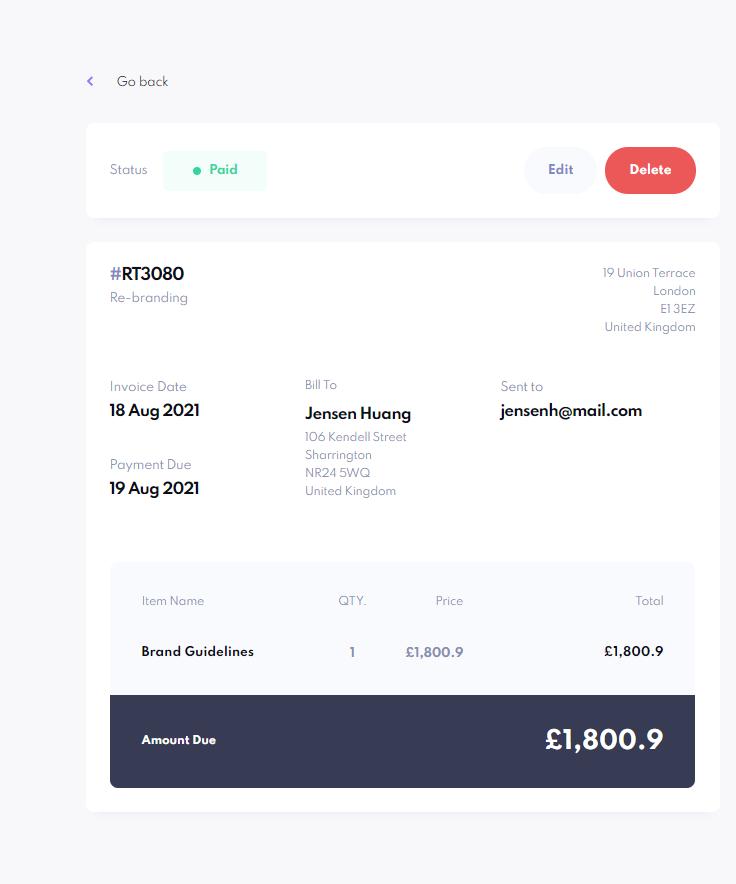 Go back
Status
Paid
Edit
Delete
#RT3080
Re-branding
19 Union Terrace
London
E1 3EZ
United Kingdom
Invoice Date
18 Aug 2021
Payment Due
19 Aug 2021
Bill To
Jensen Huang
106 Kendell Street
Sharrington
NR24 5WQ
United Kingdom
Sent to
jensenh@mail.com
Item Name QTY. Price Total
Brand Guidelines 1 £1,800.9 £1,800.9
Amount Due £1,800.9